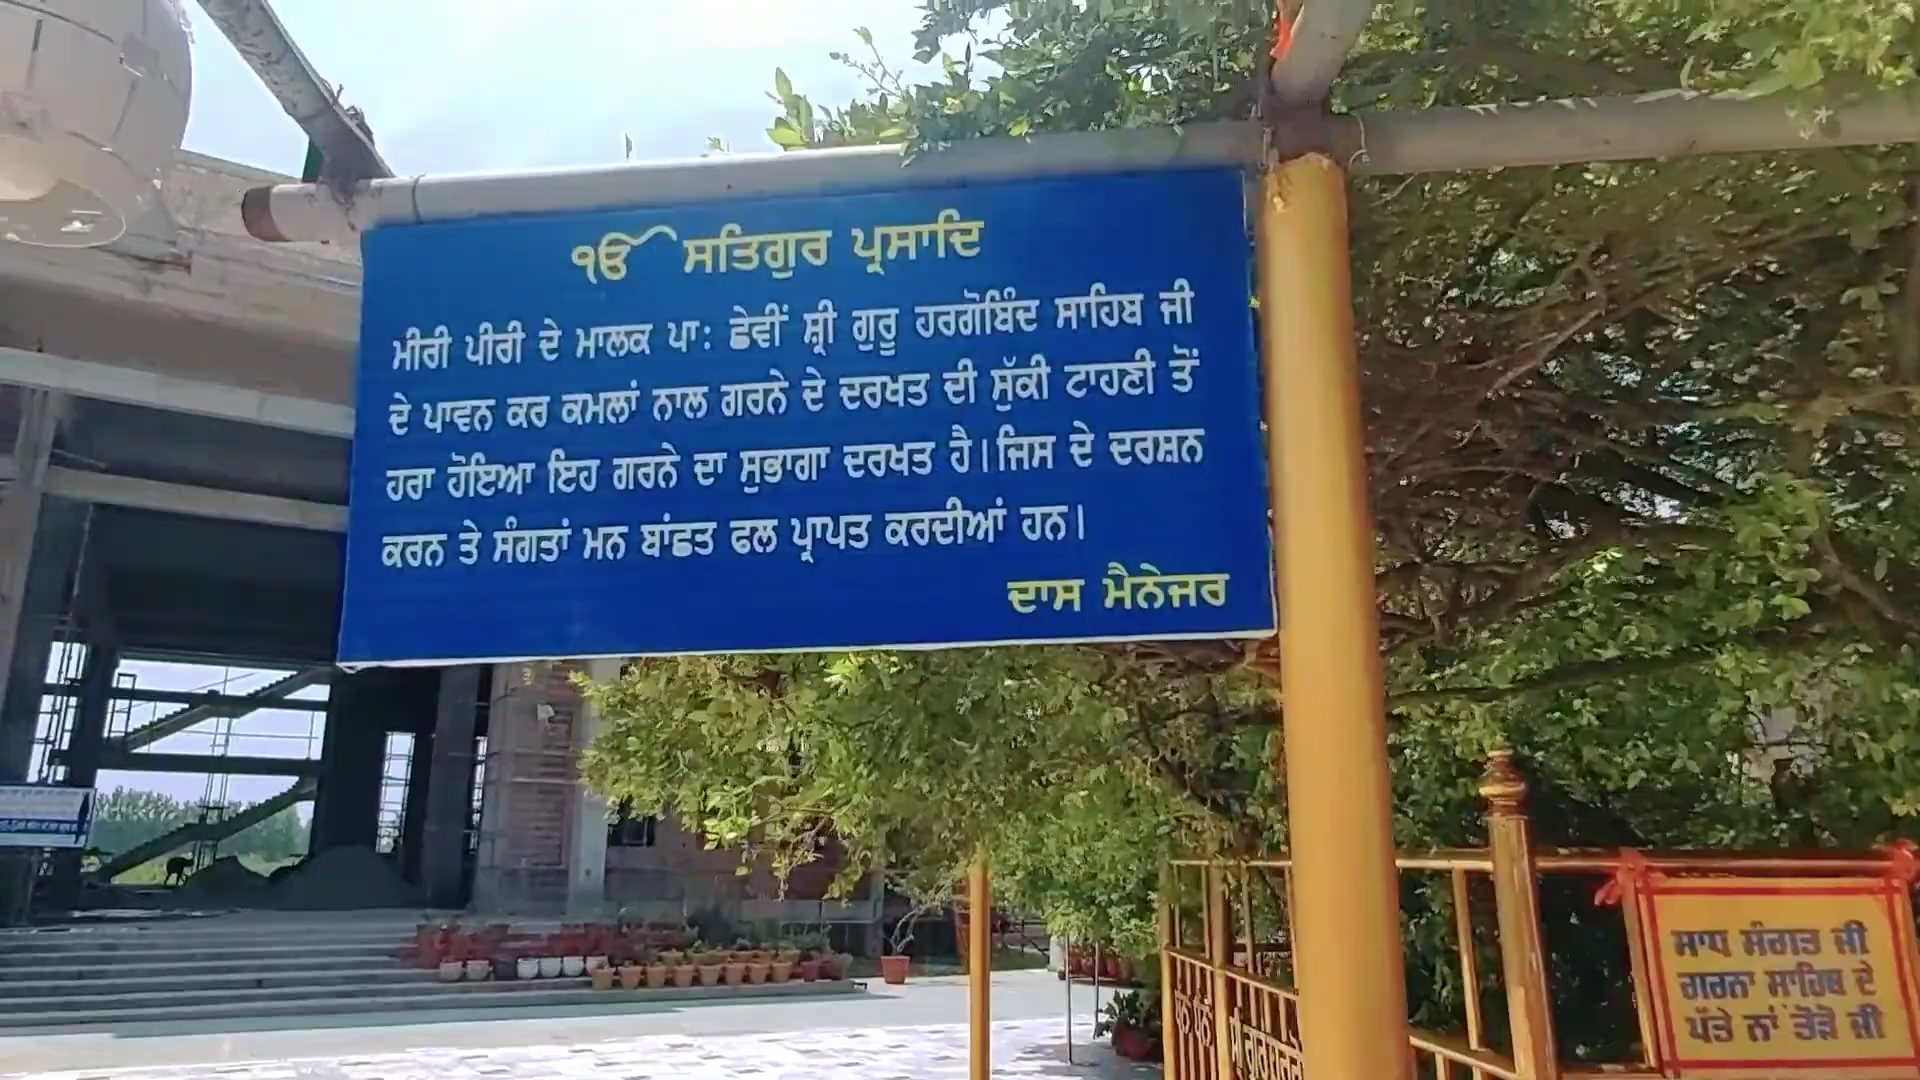 ੴ ਸਤਿਗੁਰ ਪ੍ਰਸਾਦਿ
ਮੀਰੀ ਪੀਰੀ ਦੇ ਮਾਲਕ ਪਾ: ਛੇਵੀਂ ਸ਼੍ਰੀ ਗੁਰੂ ਹਰਗੋਬਿੰਦ ਸਾਹਿਬ ਜੀ
ਦੇ ਪਾਵਨ ਕਰ ਕਮਲਾਂ ਨਾਲ ਗਰਨੇ ਦੇ ਦਰਖਤ ਦੀ ਸੁੱਕੀ ਟਾਹਣੀ ਤੋਂ
ਹਰਾ ਹੋਇਆ ਇਹ ਗਰਨੇ ਦਾ ਸੁਭਾਗਾ ਦਰਖਤ ਹੈ।ਜਿਸ ਦੇ ਦਰਸ਼ਨ
ਕਰਨ ਤੇ ਸੰਗਤਾਂ ਮਨ ਬਾਂਛਤ ਫਲ ਪ੍ਰਾਪਤ ਕਰਦੀਆਂ ਹਨ।
ਦਾਸ ਮੈਨੇਜਰ
ਸਾਧ ਸੰਗਤ ਜੀ
ਗਰਨਾ ਸਾਹਿਬ ਦੇ
ਪੱਤੇ ਨਾਂ ਤੋੜੋ ਜੀ